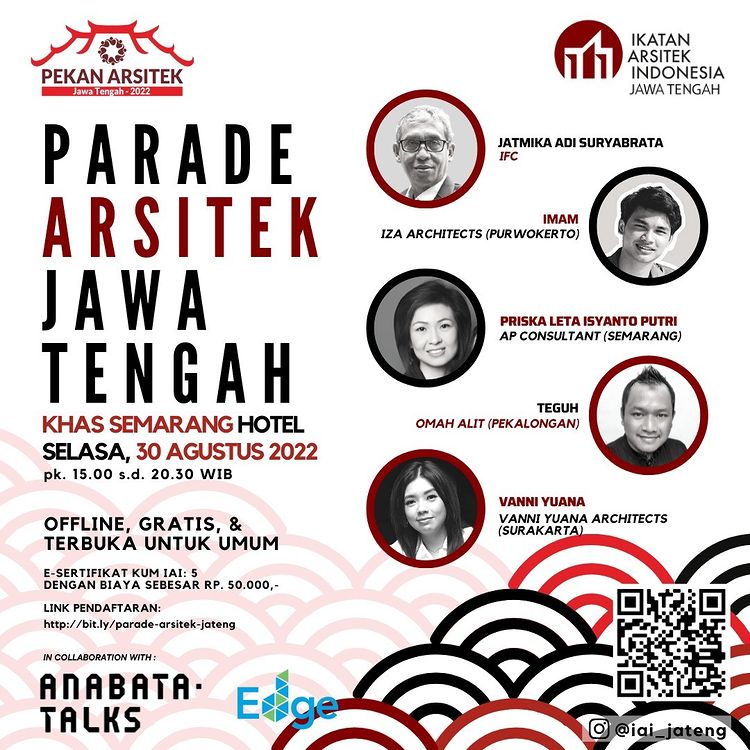 PEKAN ARSITEK
Jawa Tengah - 2022
IKATAN
ARSITEK
INDONESIA
JAWA TENGAH
PARADE
ARSITEK
JAWA
TENGAH
KHAS SEMARANG HOTEL
SELASA, 30 AGUSTUS 2022
pk. 15.00 s.d. 20.30 WIB
OFFLINE, GRATIS, &
TERBUKA UNTUK UMUM
E-SERTIFIKAT KUM IAI: 5
DENGAN BIAYA SEBESAR RP. 50.000,-
LINK PENDAFTARAN:
http://bit.ly/parade-arsitek-jateng
IN COLLABORATION WITH :
ANABATA·
TALKS
Edge
JATMIKA ADI SURYABRATA
IFC
IMAM
IZA ARCHITECTS (PURWOKERTO)
PRISKA LETA ISYANTO PUTRI
AP CONSULTANT (SEMARANG)
TEGUH
OMAH ALIT (PEKALONGAN)
VANNI YUANA
VANNI YUANA ARCHITECTS
(SURAKARTA)
@iai_jateng